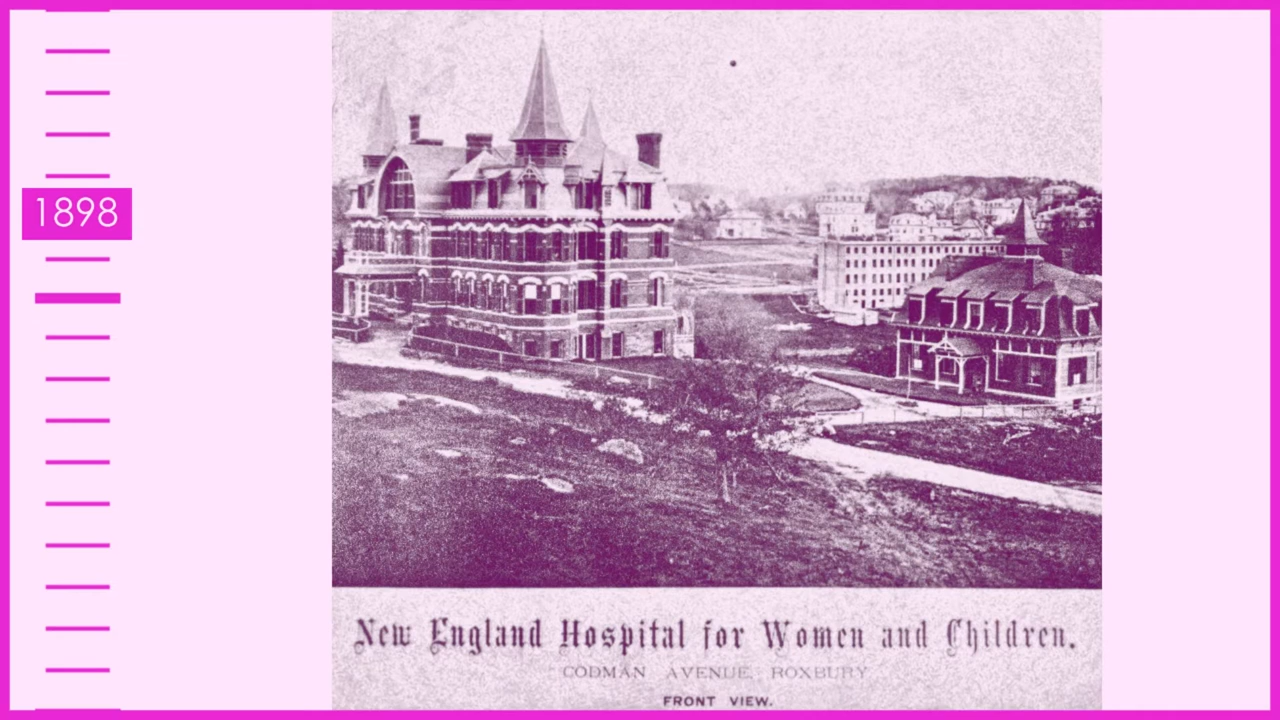 1898
New England Hospital for Women and Children.
CODMAN AVENUE, ROXBURY
FRONT VIEW.